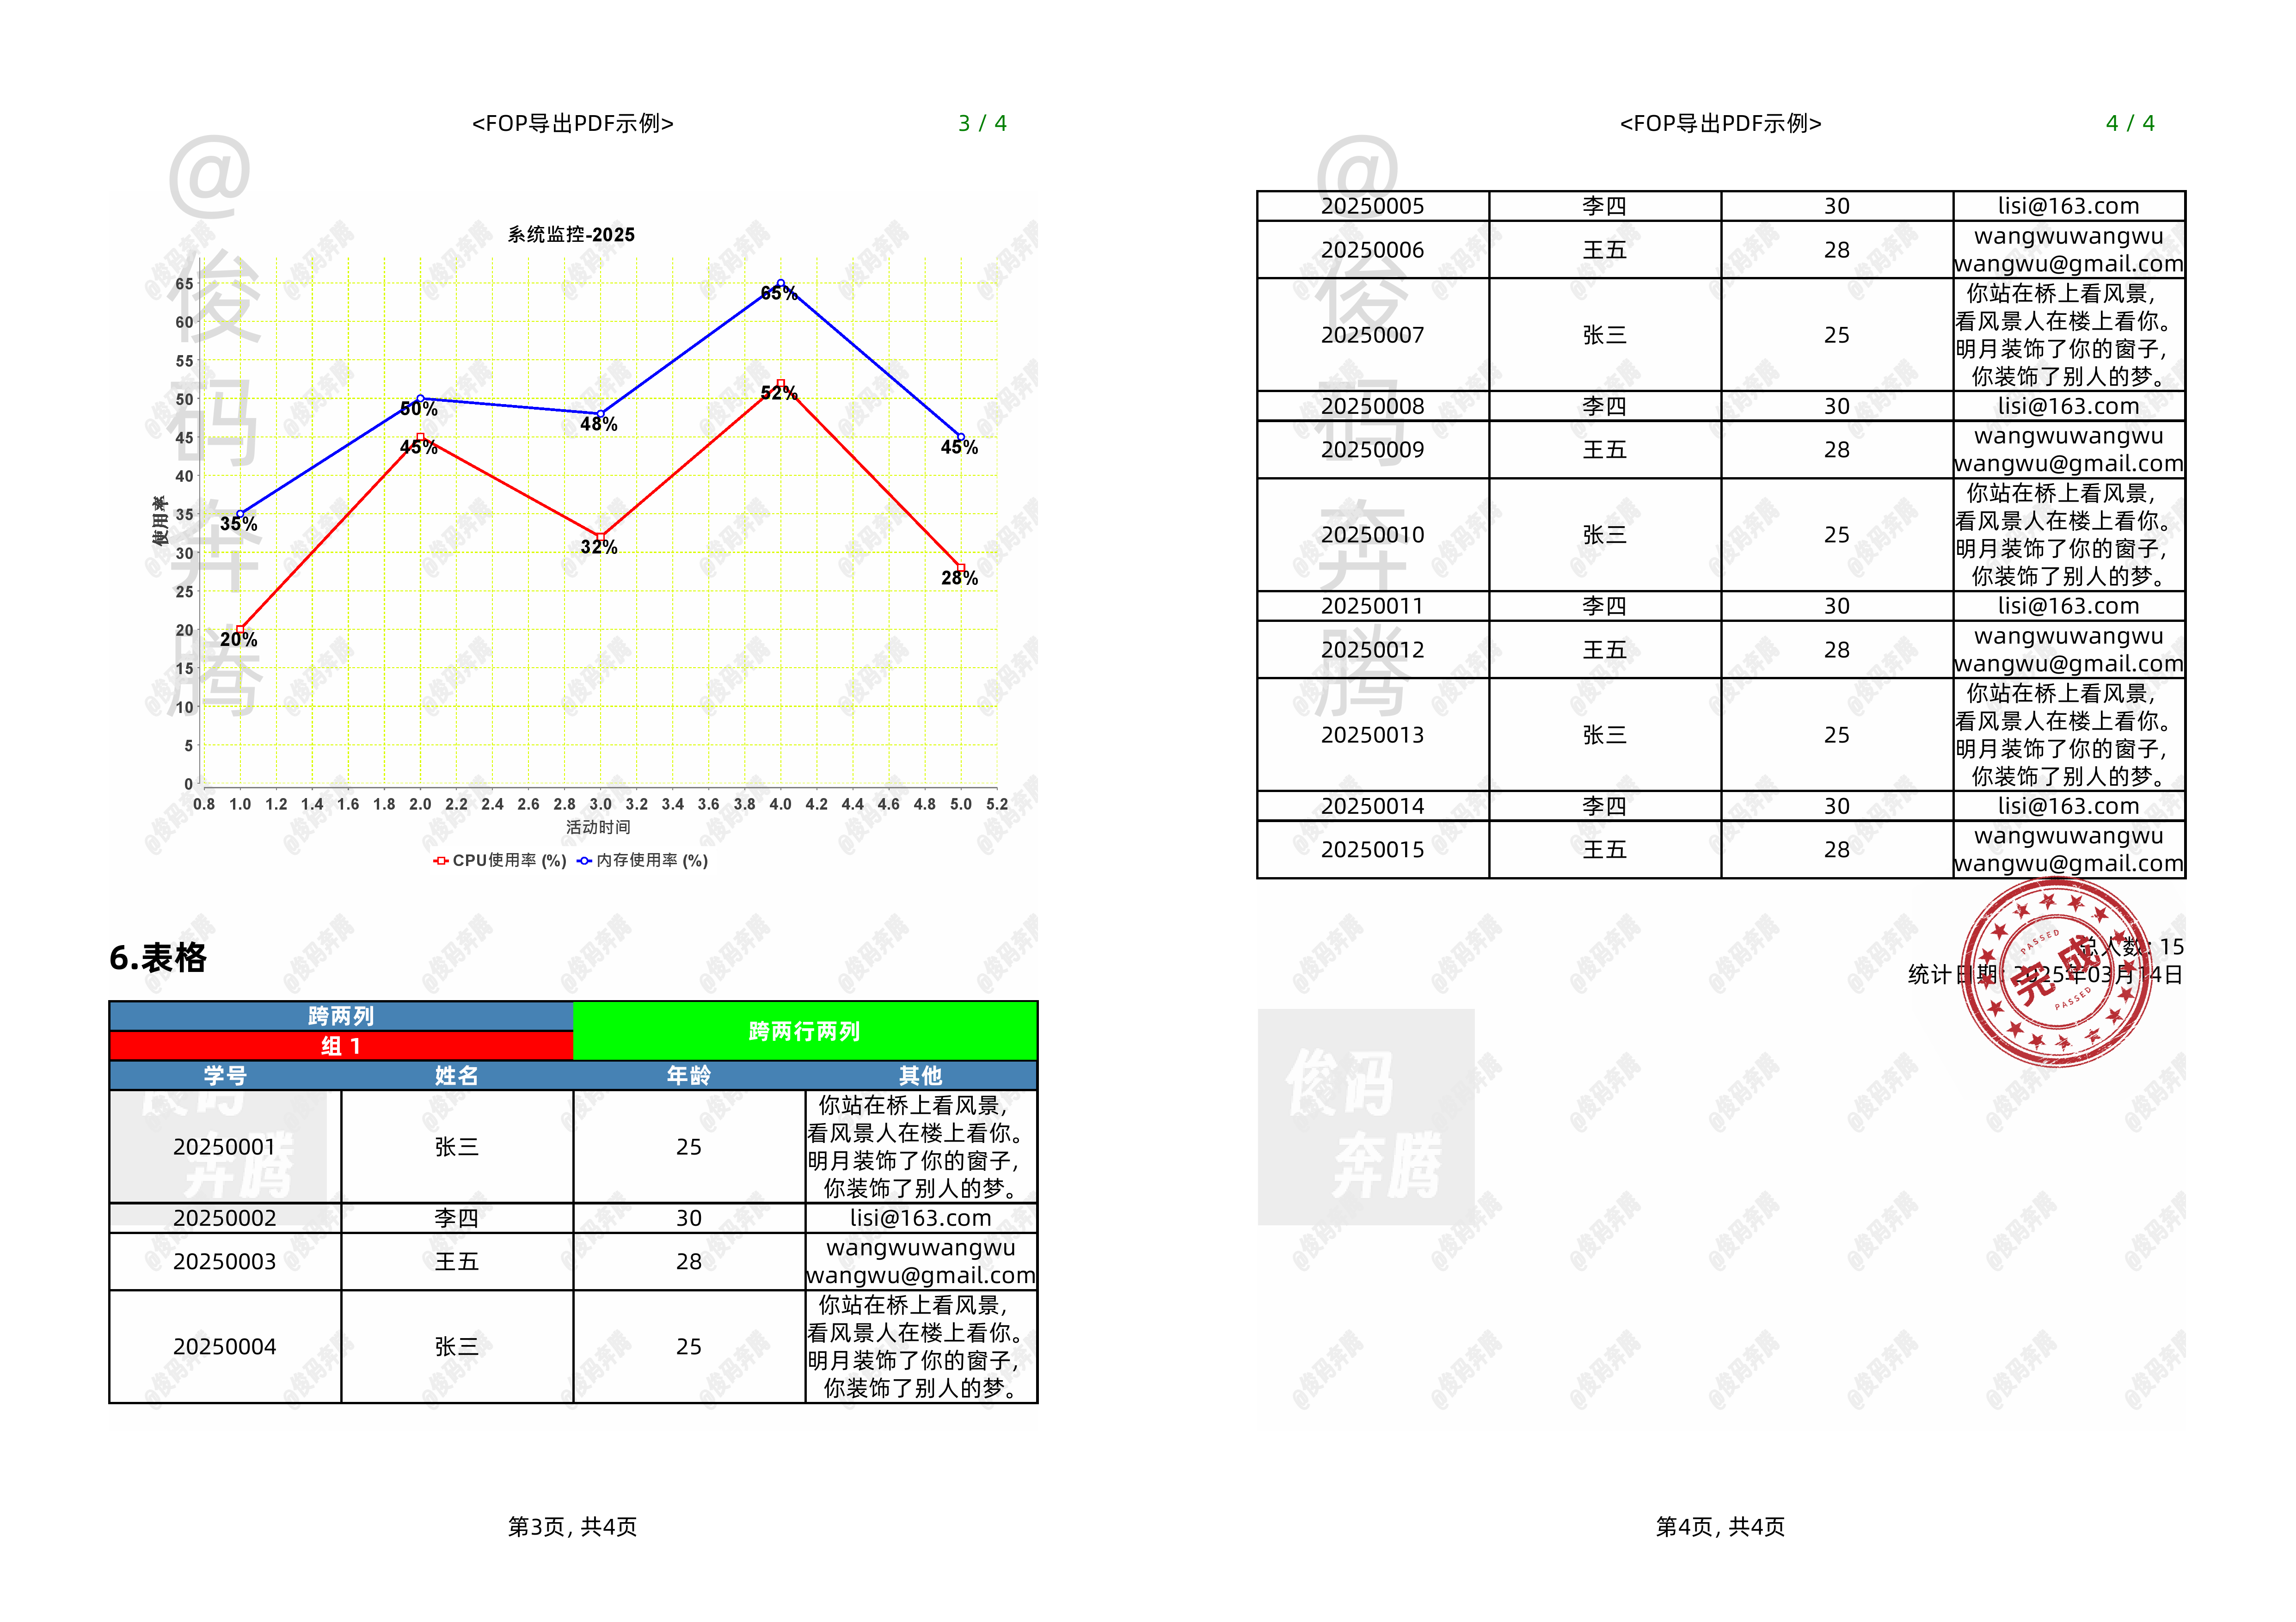 <FOP导出PDF示例>
3 / 4
@俊码奔腾
系统监控-2025
使用率
65
60
55
50
45
40
35
30
25
20
15
10
5
0
65%
52%
50%
45%
48%
45%
35%
32%
28%
20%
0.8 1.0 1.2 1.4 1.6 1.8 2.0 2.2 2.4 2.6 2.8 3.0 3.2 3.4 3.6 3.8 4.0 4.2 4.4 4.6 4.8 5.0 5.2
活动时间
CPU使用率 (%) 内存使用率 (%)
6.表格
跨两列
跨两行两列
组 1
学号 姓名 年龄 其他
20250001 张三 25 你站在桥上看风景,
看风景人在楼上看你。
明月装饰了你的窗子,
你装饰了别人的梦。
20250002 李四 30 lisi@163.com
20250003 王五 28 wangwuwangwu
wangwu@gmail.com
20250004 张三 25 你站在桥上看风景,
看风景人在楼上看你。
明月装饰了你的窗子,
你装饰了别人的梦。
俊码
奔腾
第3页, 共4页
<FOP导出PDF示例>
4 / 4
@俊码奔腾
20250005 李四 30 lisi@163.com
20250006 王五 28 wangwuwangwu
wangwu@gmail.com
20250007 张三 25 你站在桥上看风景,
看风景人在楼上看你。
明月装饰了你的窗子,
你装饰了别人的梦。
20250008 李四 30 lisi@163.com
20250009 王五 28 wangwuwangwu
wangwu@gmail.com
20250010 张三 25 你站在桥上看风景,
看风景人在楼上看你。
明月装饰了你的窗子,
你装饰了别人的梦。
20250011 李四 30 lisi@163.com
20250012 王五 28 wangwuwangwu
wangwu@gmail.com
20250013 张三 25 你站在桥上看风景,
看风景人在楼上看你。
明月装饰了你的窗子,
你装饰了别人的梦。
20250014 李四 30 lisi@163.com
20250015 王五 28 wangwuwangwu
wangwu@gmail.com
总人数: 15
统计日期: 2025年03月14日
PASSED
完成
PASSED
俊码
奔腾
第4页, 共4页